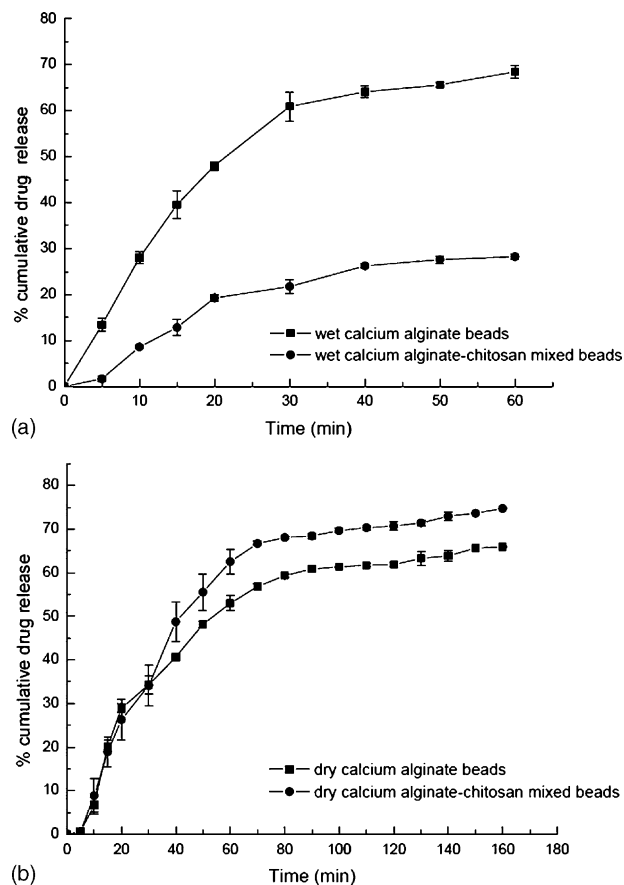 80
70
60
50
40
30
20
10
0
% cumulative drug release
wet calcium alginate beads
wet calcium alginate-chitosan mixed beads
0 10 20 30 40 50 60
(a)
Time (min)
80
70
60
50
40
30
20
10
0
% cumulative drug release
dry calcium alginate beads
dry calcium alginate-chitosan mixed beads
0 20 40 60 80 100 120 140 160 180
(b)
Time (min)